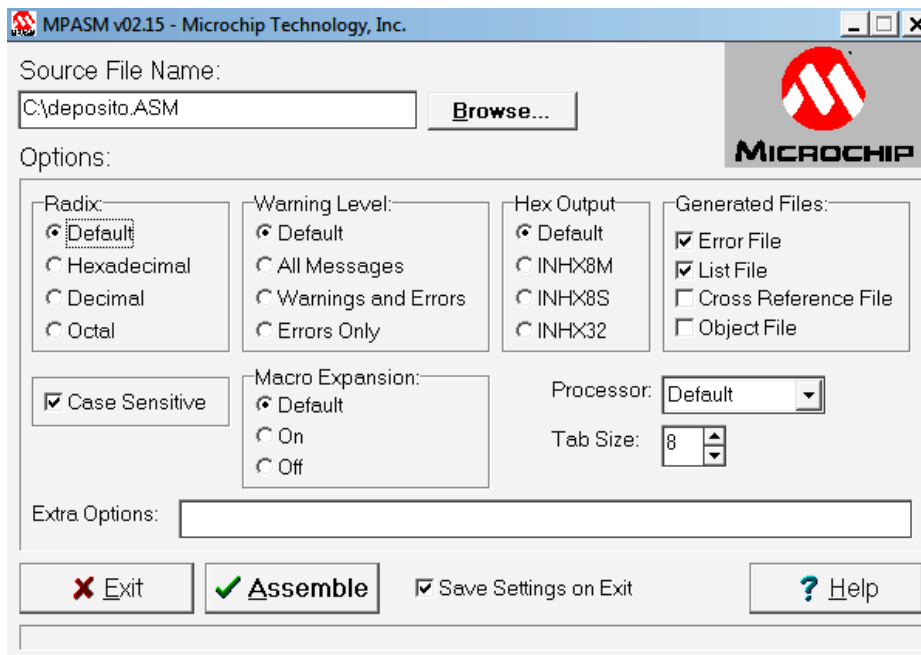 MPASM v02.15 - Microchip Technology, Inc.
Source File Name:
C:\deposito.ASM
Browse...
MICROCHIP
Options:
Radix:
Default
Hexadecimal
Decimal
Octal
Warning Level:
Default
All Messages
Warnings and Errors
Errors Only
Hex Output
Default
INHX8M
INHX8S
INHX32
Generated Files:
Error File
List File
Cross Reference File
Object File
Case Sensitive
Macro Expansion:
Default
On
Off
Processor: Default
Tab Size: 8
Extra Options:
Exit
Assemble
Save Settings on Exit
Help